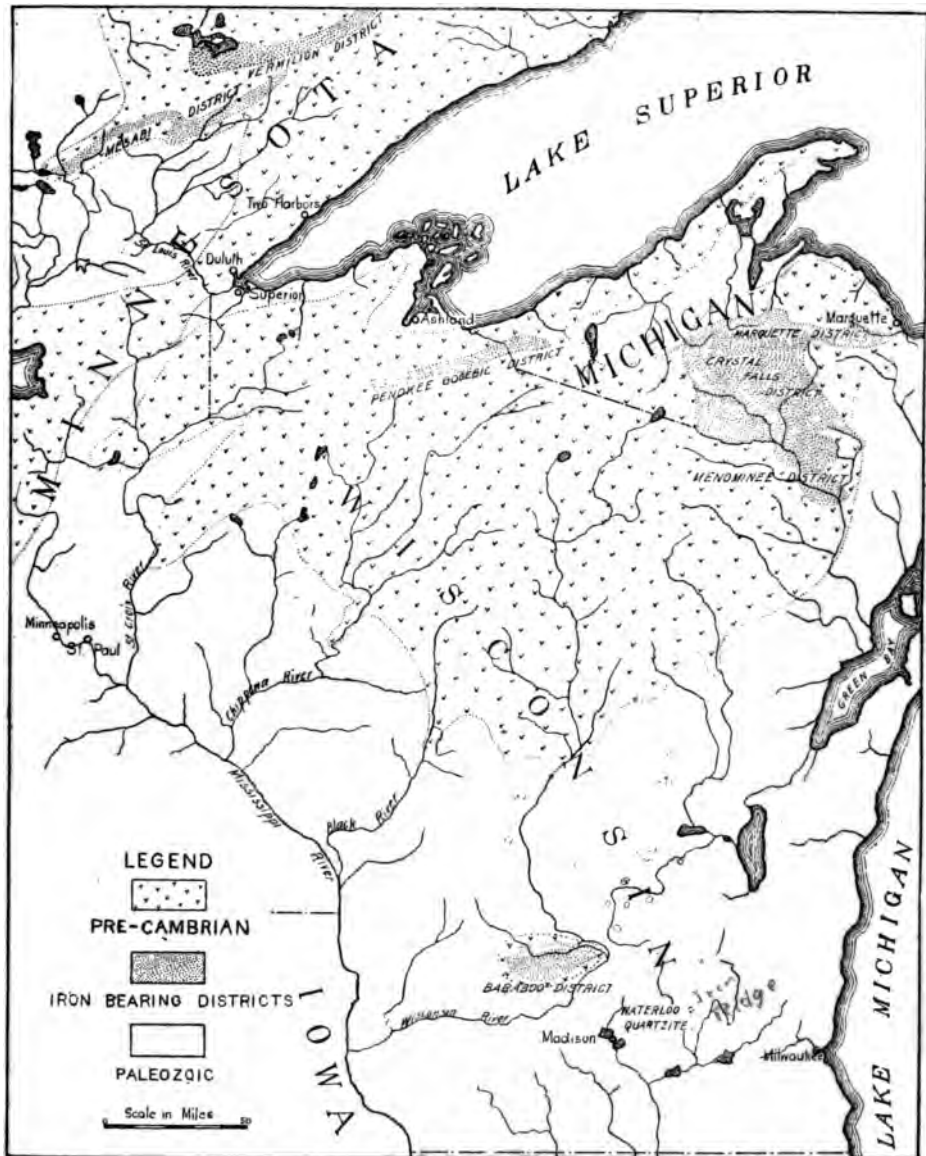 VERMILION DISTRICT
MESABI DISTRICT
MINNESOTA
LAKE SUPERIOR
Two Harbors
St. Louis River
Duluth
Superior
Ashland
MICHIGAN
Marquette
MARQUETTE DISTRICT
CRYSTAL
FALLS
DISTRICT
PENOKEE GOGEBIC DISTRICT
MENOMINEE DISTRICT
WISCONSIN
Minneapolis
St. Paul
St Croix River
Chippewa River
GREEN BAY
Mississippi
River
Black River
LAKE MICHIGAN
LEGEND
PRE-CAMBRIAN
IRON BEARING DISTRICTS
PALEOZOIC
Scale in Miles
0 50
IOWA
BARABOO DISTRICT
Wisconsin River
Madison
WATERLOO
QUARTZITE
Iron
Ridge
Milwaukee